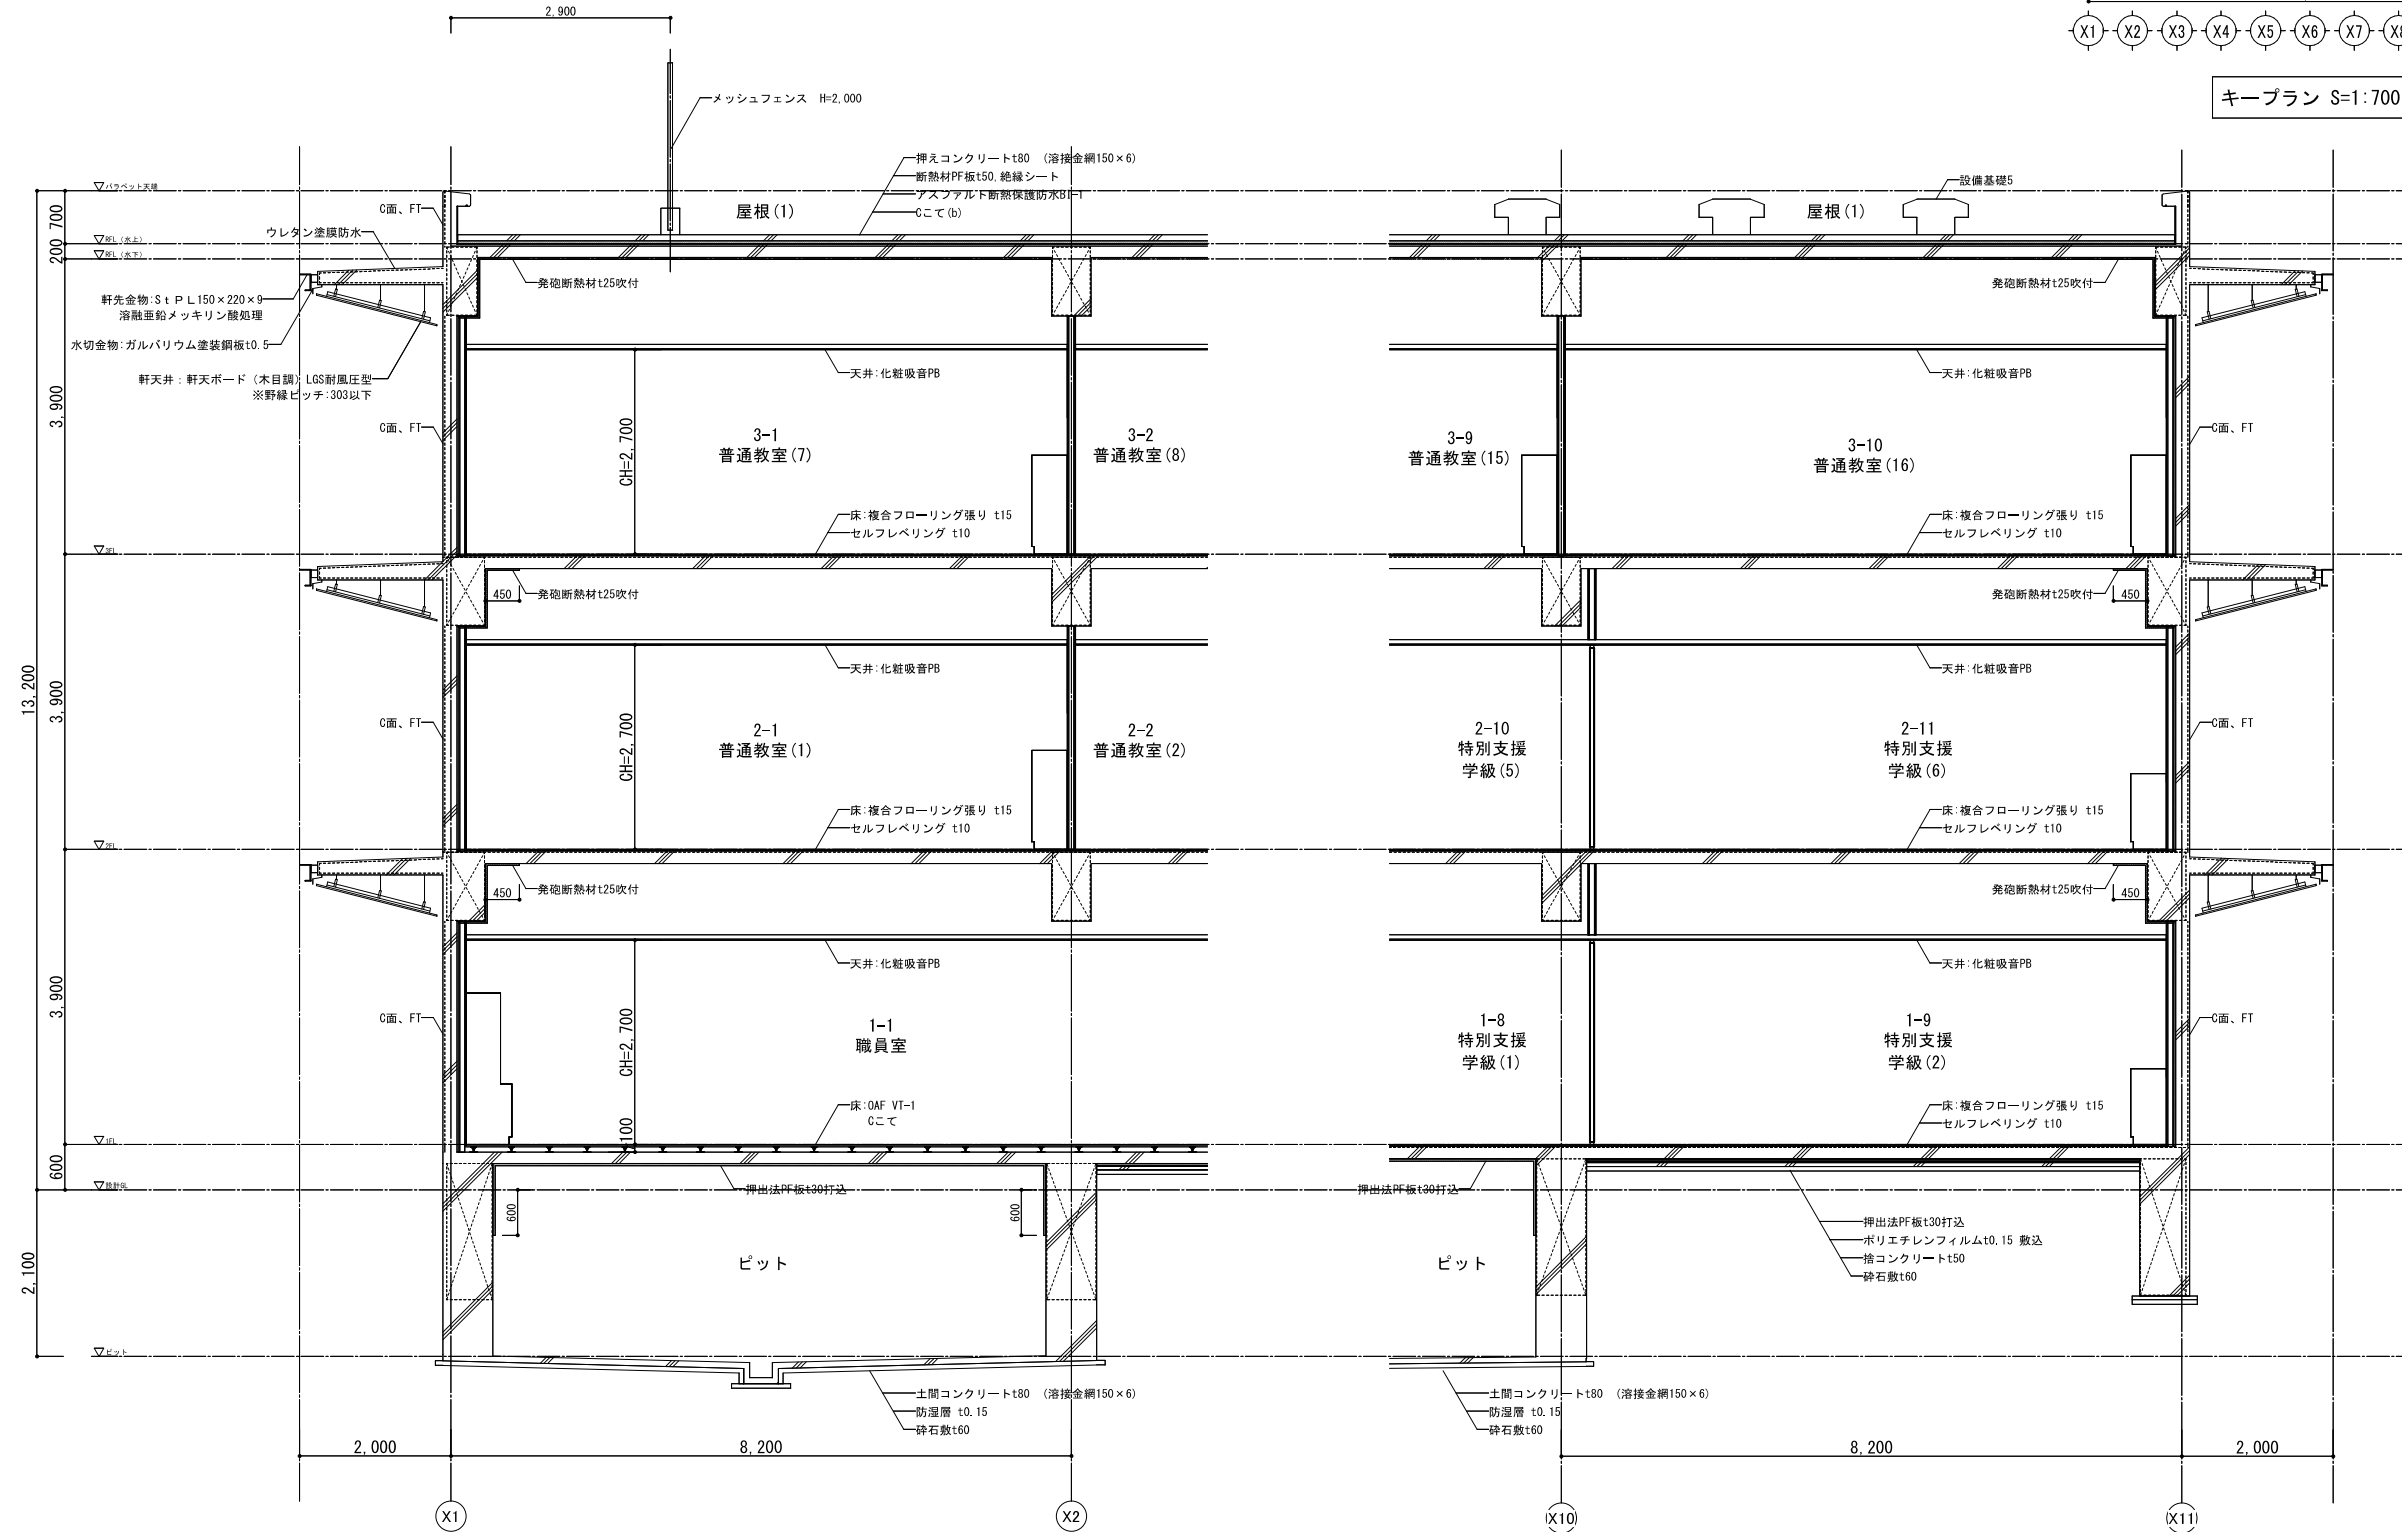 2,900
X1 X2 X3 X4 X5 X6 X7 X8
キープラン S=1:700
メッシュフェンス H=2,000
押えコンクリートt80 (溶接金網150×6)
断熱材PF板t50,絶縁シート
アスファルト断熱保護防水BI-1
Cこて(b)
屋根(1)
設備基礎5
屋根(1)
▽パラペット天端
▽RFL(水上)
▽RFL(水下)
700
200
C面、FT
ウレタン塗膜防水
発砲断熱材t25吹付
発砲断熱材t25吹付
軒先金物:StPL150×220×9
溶融亜鉛メッキリン酸処理
水切金物:ガルバリウム塗装鋼板t0.5
軒天井:軒天ボード(木目調)LGS耐風圧型
※野縁ピッチ:303以下
天井:化粧吸音PB
天井:化粧吸音PB
3,900
C面、FT
CH=2,700
3-1
普通教室(7)
3-2
普通教室(8)
3-9
普通教室(15)
3-10
普通教室(16)
C面、FT
床:複合フローリング張り t15
セルフレベリング t10
床:複合フローリング張り t15
セルフレベリング t10
▽3FL
450
発砲断熱材t25吹付
発砲断熱材t25吹付
450
天井:化粧吸音PB
天井:化粧吸音PB
13,200
3,900
C面、FT
CH=2,700
2-1
普通教室(1)
2-2
普通教室(2)
2-10
特別支援
学級(5)
2-11
特別支援
学級(6)
C面、FT
床:複合フローリング張り t15
セルフレベリング t10
床:複合フローリング張り t15
セルフレベリング t10
▽2FL
450
発砲断熱材t25吹付
発砲断熱材t25吹付
450
天井:化粧吸音PB
天井:化粧吸音PB
3,900
C面、FT
CH=2,700
1-1
職員室
1-8
特別支援
学級(1)
1-9
特別支援
学級(2)
C面、FT
100
床:OAF VT-1
Cこて
床:複合フローリング張り t15
セルフレベリング t10
▽1FL
600
▽設計GL
押出法PF板t30打込
押出法PF板t30打込
600
600
押出法PF板t30打込
ポリエチレンフィルムt0.15 敷込
捨コンクリートt50
砕石敷t60
2,100
ピット
ピット
▽ピット
土間コンクリートt80 (溶接金網150×6)
防湿層 t0.15
砕石敷t60
土間コンクリートt80 (溶接金網150×6)
防湿層 t0.15
砕石敷t60
2,000
8,200
8,200
2,000
X1
X2
X10
X11